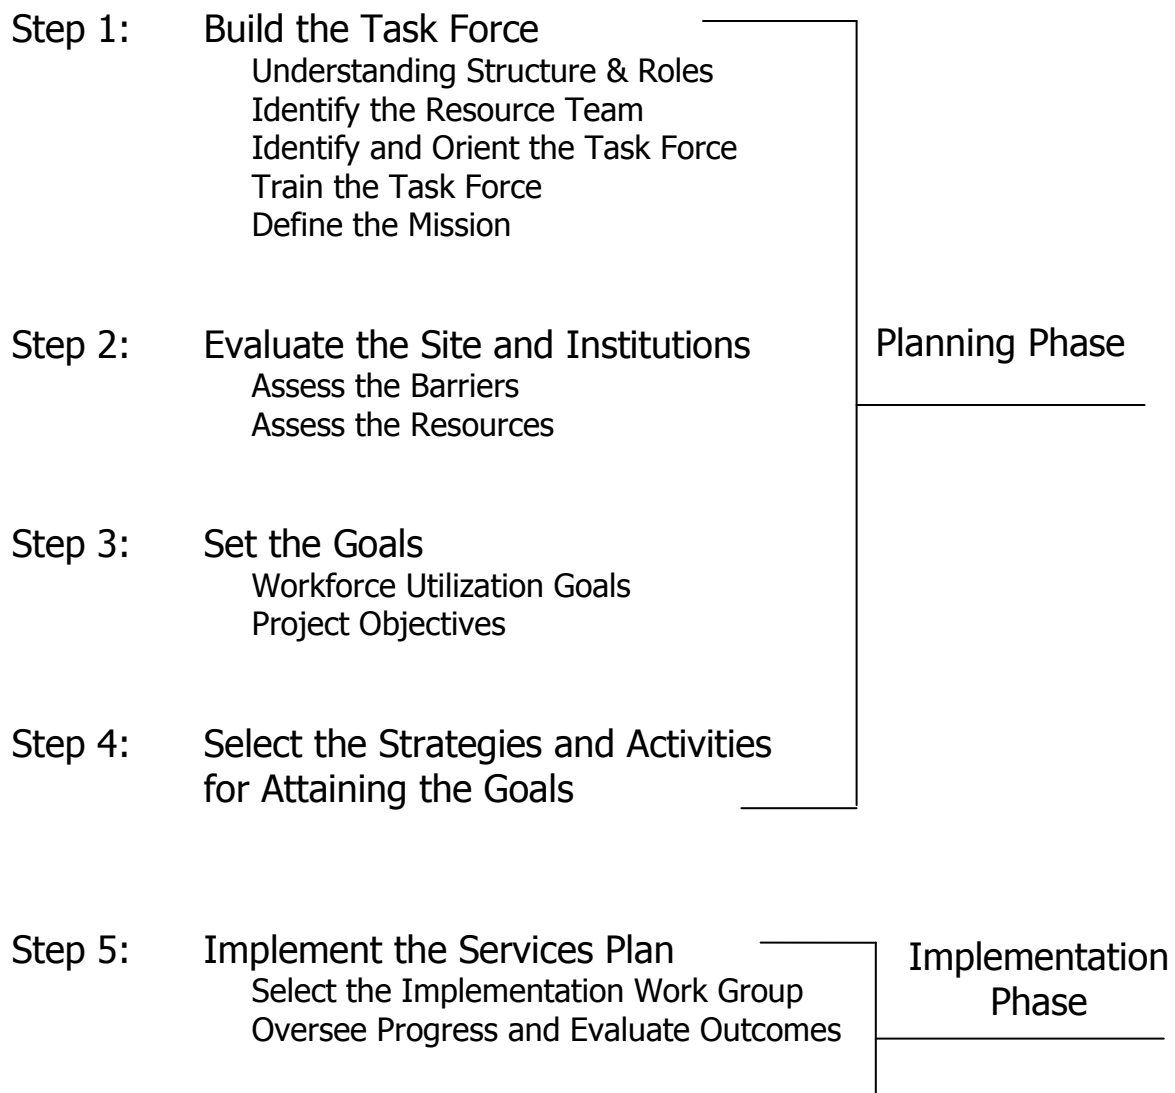 Step 1: Build the Task Force
Understanding Structure & Roles
Identify the Resource Team
Identify and Orient the Task Force
Train the Task Force
Define the Mission
Step 2: Evaluate the Site and Institutions
Assess the Barriers
Assess the Resources
Planning Phase
Step 3: Set the Goals
Workforce Utilization Goals
Project Objectives
Step 4: Select the Strategies and Activities
for Attaining the Goals
Step 5: Implement the Services Plan
Select the Implementation Work Group
Oversee Progress and Evaluate Outcomes
Implementation
Phase